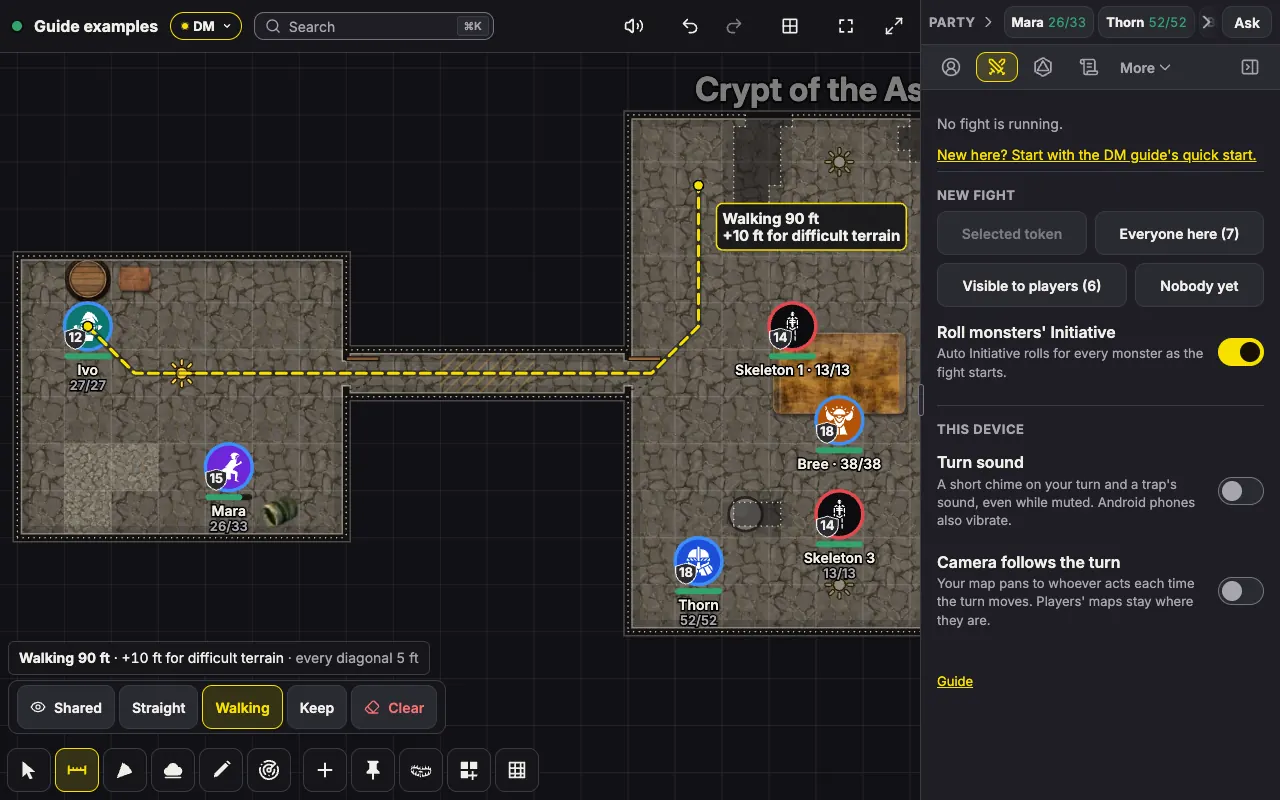 Guide examples
DM
Search
⌘K
PARTY
Mara 26/33
Thorn 52/52
Ask
More
Crypt of the As
Walking 90 ft
+10 ft for difficult terrain
12
Ivo
27/27
15
Mara
26/33
14
Skeleton 1 · 13/13
18
Bree · 38/38
14
Skeleton 3
13/13
18
Thorn
52/52
No fight is running.
New here? Start with the DM guide's quick start.
NEW FIGHT
Selected token
Everyone here (7)
Visible to players (6)
Nobody yet
Roll monsters' Initiative
Auto Initiative rolls for every monster as the
fight starts.
THIS DEVICE
Turn sound
A short chime on your turn and a trap's
sound, even while muted. Android phones
also vibrate.
Camera follows the turn
Your map pans to whoever acts each time
the turn moves. Players' maps stay where
they are.
Guide
Walking 90 ft · +10 ft for difficult terrain · every diagonal 5 ft
Shared
Straight
Walking
Keep
Clear